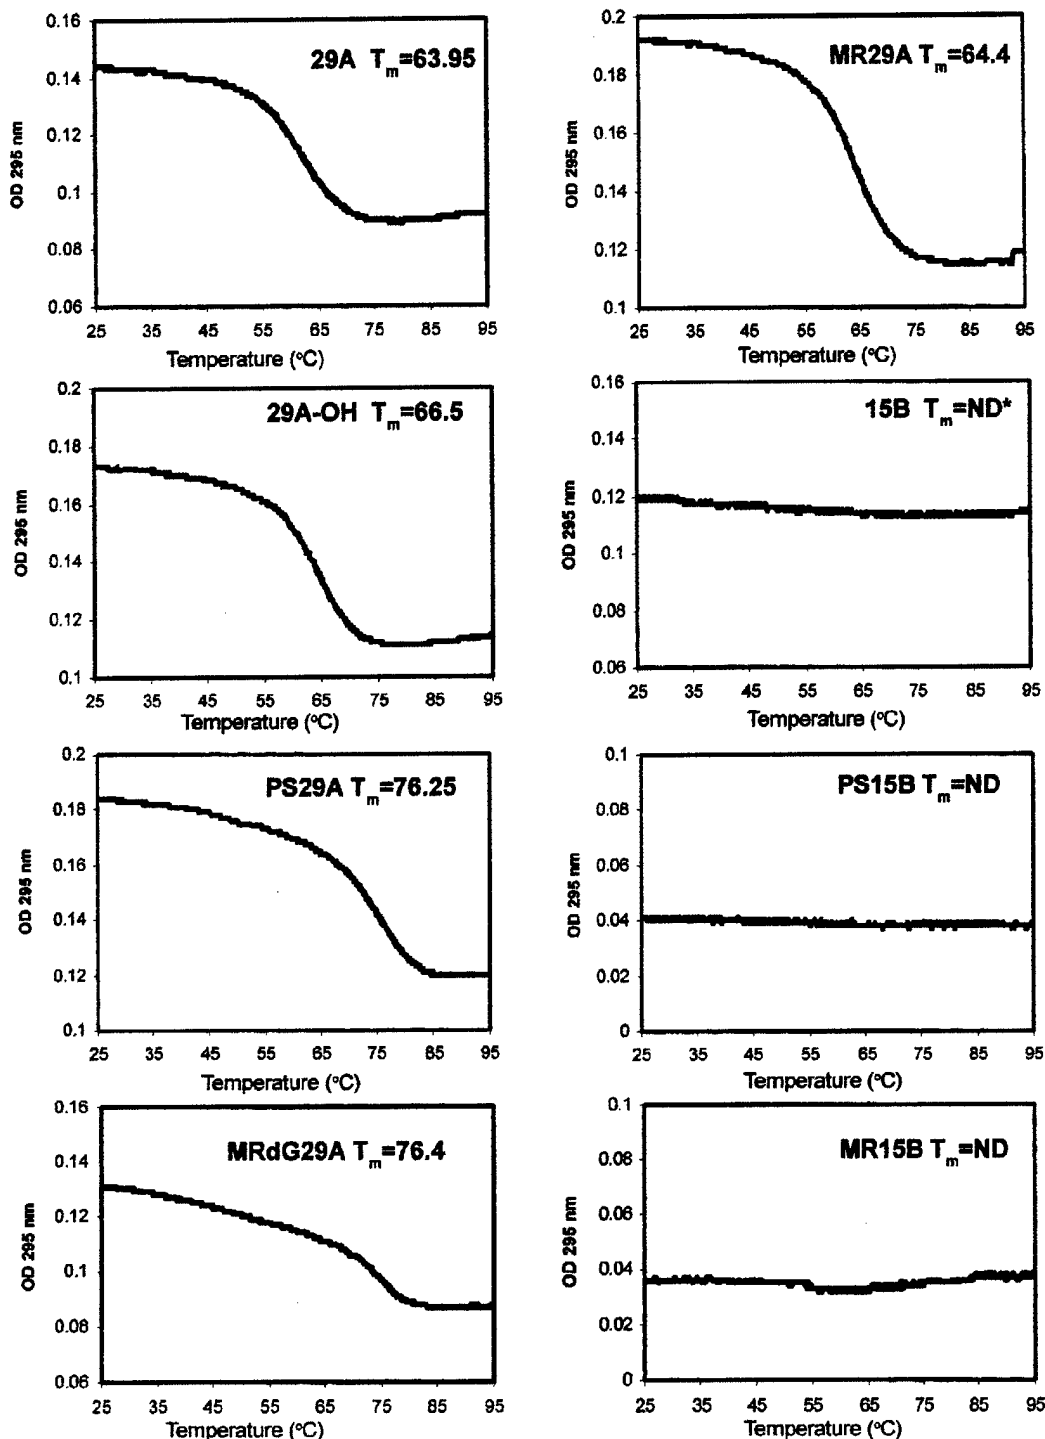 29A Tm=63.95
OD 295 nm
0.16
0.14
0.12
0.1
0.08
0.06
25 35 45 55 65 75 85 95
Temperature (°C)
MR29A Tm=64.4
OD 295 nm
0.2
0.18
0.16
0.14
0.12
0.1
25 35 45 55 65 75 85 95
Temperature (°C)
29A-OH Tm=66.5
OD 295 nm
0.2
0.18
0.16
0.14
0.12
0.1
25 35 45 55 65 75 85 95
Temperature (°C)
15B Tm=ND*
OD 295 nm
0.16
0.14
0.12
0.1
0.08
0.06
25 35 45 55 65 75 85 95
Temperature (°C)
PS29A Tm=76.25
OD 295 nm
0.2
0.18
0.16
0.14
0.12
0.1
25 35 45 55 65 75 85 95
Temperature (°C)
PS15B Tm=ND
OD 295 nm
0.1
0.08
0.06
0.04
0.02
0
25 35 45 55 65 75 85 95
Temperature (°C)
MRdG29A Tm=76.4
OD 295 nm
0.16
0.14
0.12
0.1
0.08
0.06
25 35 45 55 65 75 85 95
Temperature (°C)
MR15B Tm=ND
OD 295 nm
0.1
0.08
0.06
0.04
0.02
0
25 35 45 55 65 75 85 95
Temperature (°C)